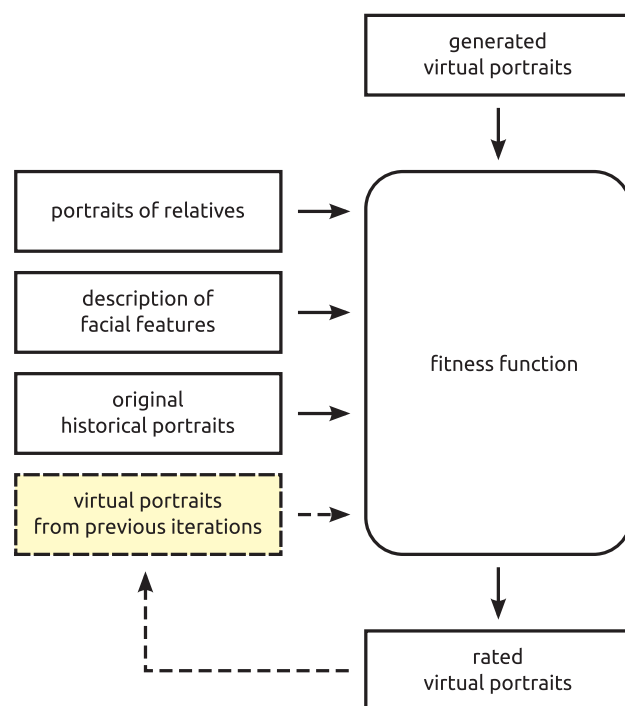 generated
virtual portraits
portraits of relatives
description of
facial features
original
historical portraits
virtual portraits
from previous iterations
fitness function
rated
virtual portraits